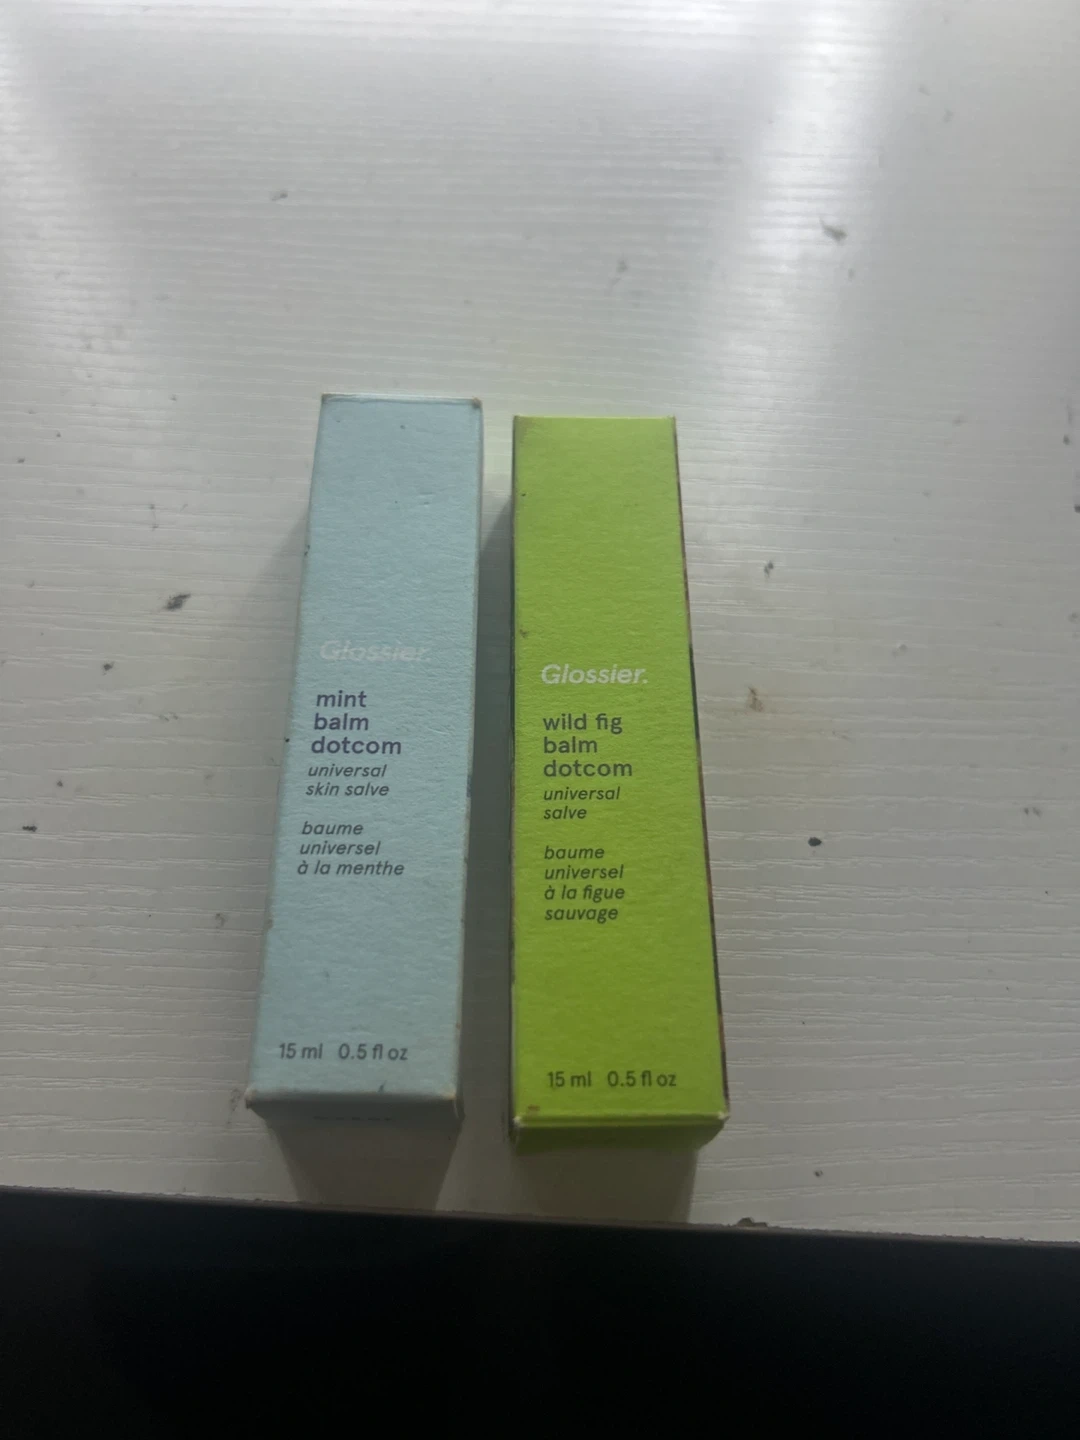 Glossier.
mint
balm
dotcom
universal
skin salve
baume
universel
à la menthe
15 ml 0.5 fl oz
Glossier.
wild fig
balm
dotcom
universal
salve
baume
universel
à la figue
sauvage
15 ml 0.5 fl oz